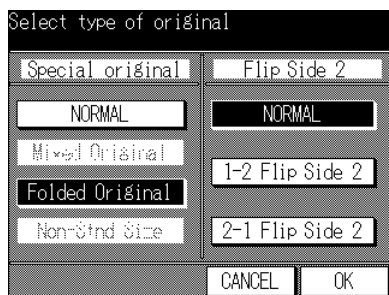 Select type of original
Special original
Flip Side 2
NORMAL
NORMAL
Mixed Original
1-2 Flip Side 2
Folded Original
Non-Stnd Size
2-1 Flip Side 2
CANCEL
OK